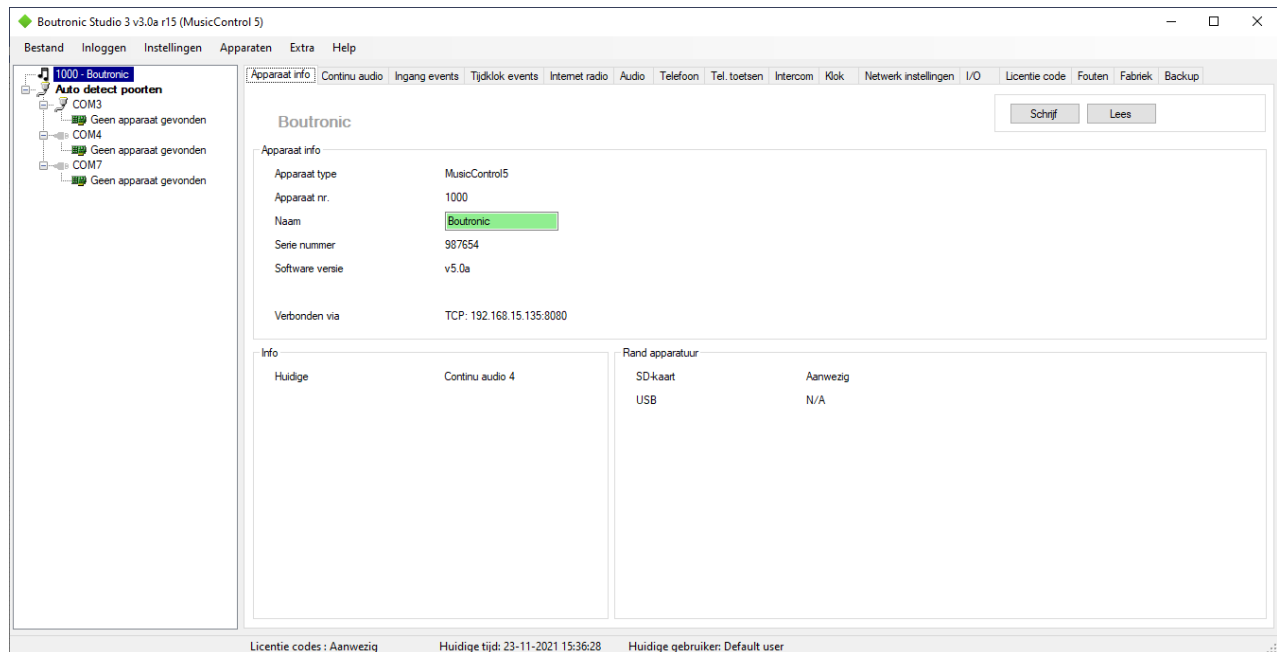 Boutronic Studio 3 v3.0a r15 (MusicControl 5)
Bestand Inloggen Instellingen Apparaten Extra Help
1000 - Boutronic
Auto detect poorten
COM3
Geen apparaat gevonden
COM4
Geen apparaat gevonden
COM7
Geen apparaat gevonden
Apparaat info Continu audio Ingang events Tijdklok events Internet radio Audio Telefoon Tel. toetsen Intercom Klok Netwerk instellingen I/O Licentie code Fouten Fabriek Backup
Boutronic
Schrijf Lees
Apparaat info
Apparaat type MusicControl5
Apparaat nr. 1000
Naam Boutronic
Serie nummer 987654
Software versie v5.0a
Verbonden via TCP: 192.168.15.135:8080
Info
Huidige Continu audio 4
Rand apparatuur
SD-kaart Aanwezig
USB N/A
Licentie codes : Aanwezig Huidige tijd: 23-11-2021 15:36:28 Huidige gebruiker: Default user